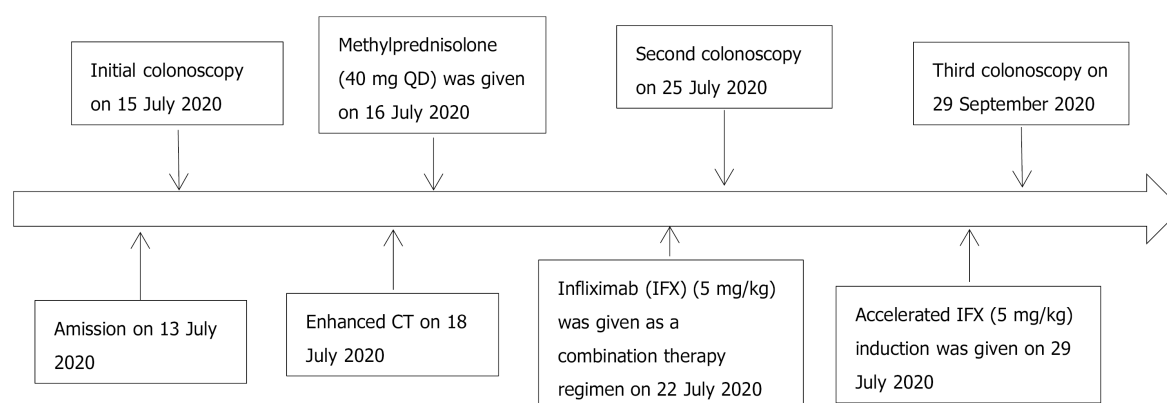 Initial colonoscopy
on 15 July 2020
Methylprednisolone
(40 mg QD) was given
on 16 July 2020
Second colonoscopy
on 25 July 2020
Third colonoscopy on
29 September 2020
Amission on 13 July
2020
Enhanced CT on 18
July 2020
Infliximab (IFX) (5 mg/kg)
was given as a
combination therapy
regimen on 22 July 2020
Accelerated IFX (5 mg/kg)
induction was given on 29
July 2020